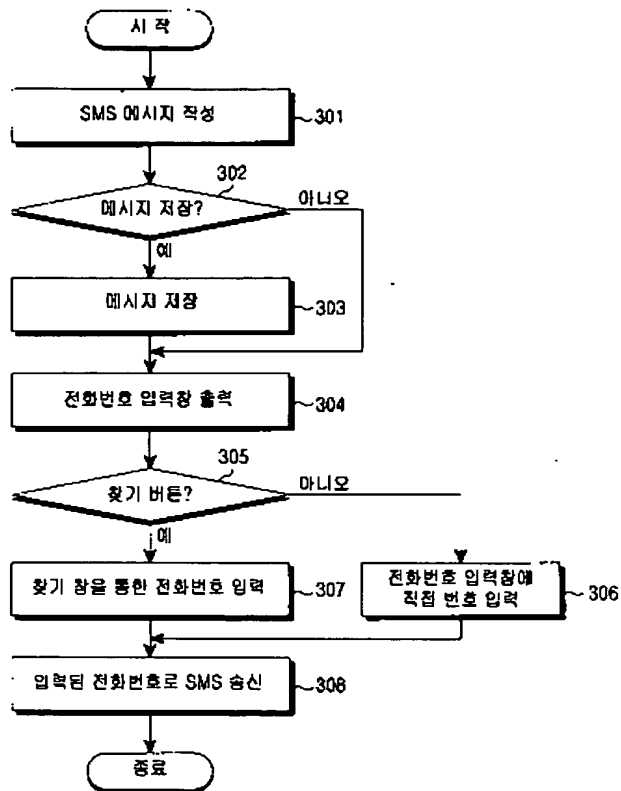 시 작
SMS 메시지 작성
301
302
메시지 저장?
아니오
예
메시지 저장
303
전화번호 입력창 출력
304
305
찾기 버튼?
아니오
예
찾기 창을 통한 전화번호 입력
307
전화번호 입력창에
직접 번호 입력
306
입력된 전화번호로 SMS 송신
308
종료